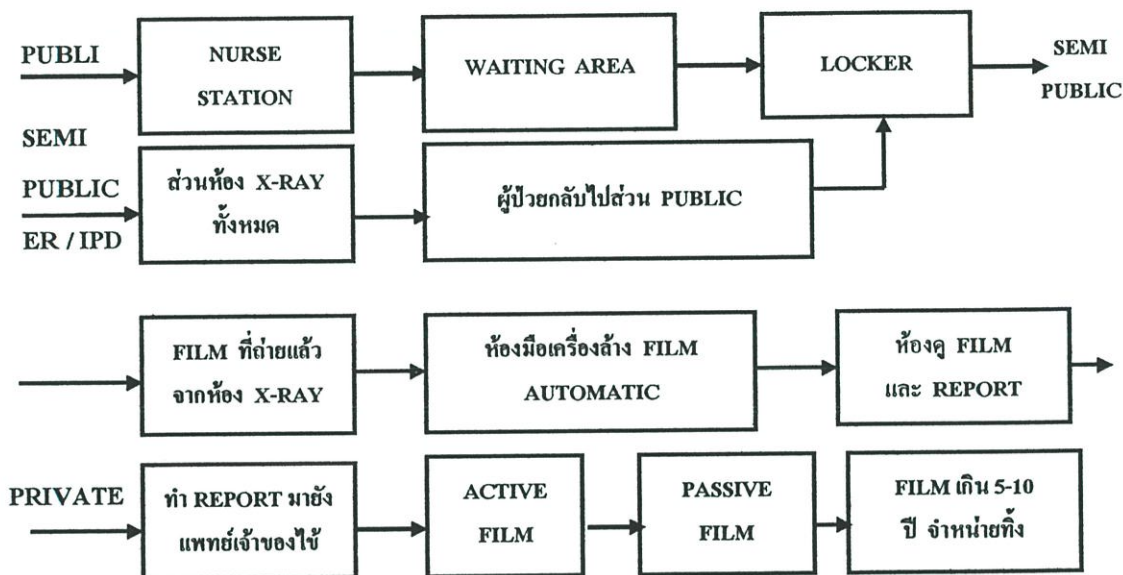 PUBLI
NURSE
STATION
WAITING AREA
LOCKER
SEMI
PUBLIC
SEMI
PUBLIC
ER / IPD
ส่วนห้อง X-RAY
ทั้งหมด
ผู้ป่วยกลับไปส่วน PUBLIC
FILM ที่ถ่ายแล้ว
จากห้อง X-RAY
ห้องมือเครื่องล้าง FILM
AUTOMATIC
ห้องดู FILM
และ REPORT
PRIVATE
ทำ REPORT มายัง
แพทย์เจ้าของไข้
ACTIVE
FILM
PASSIVE
FILM
FILM เกิน 5-10
ปี จำหน่ายทิ้ง